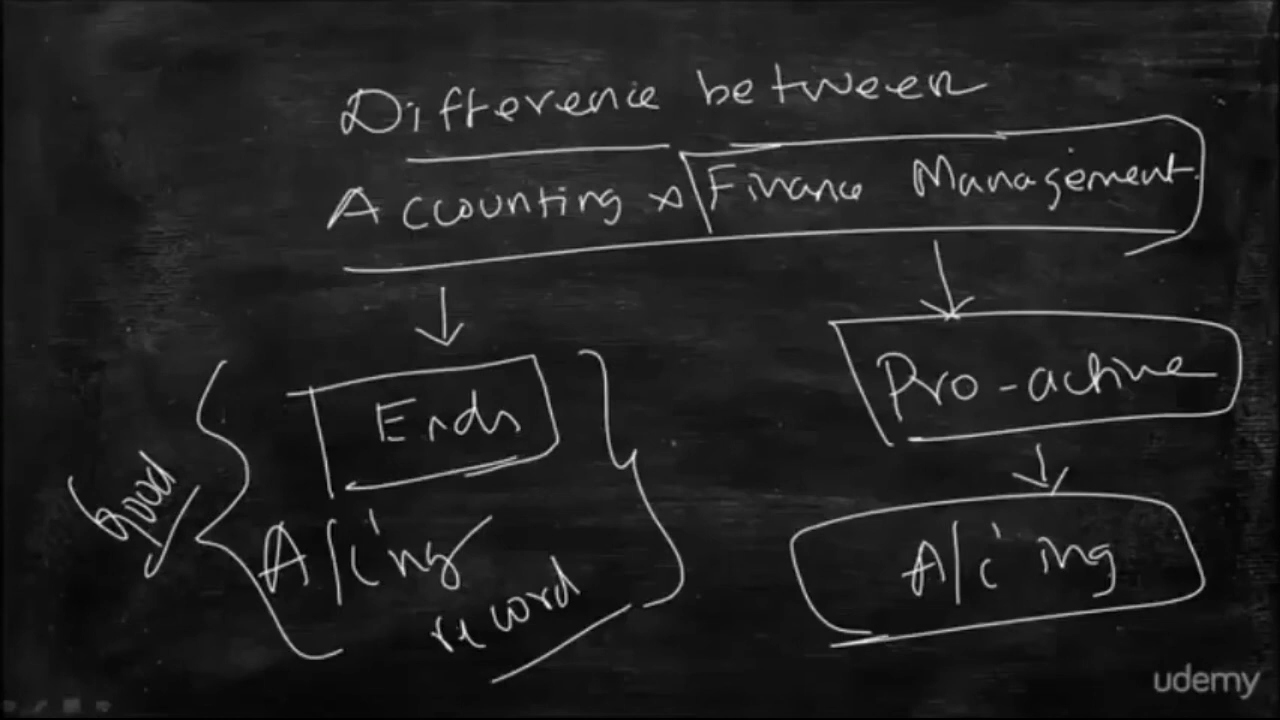 Difference between
Accounting & Finance Management.
Ends
Pro-active
Good
A/c'ing
record
A/c'ing
udemy